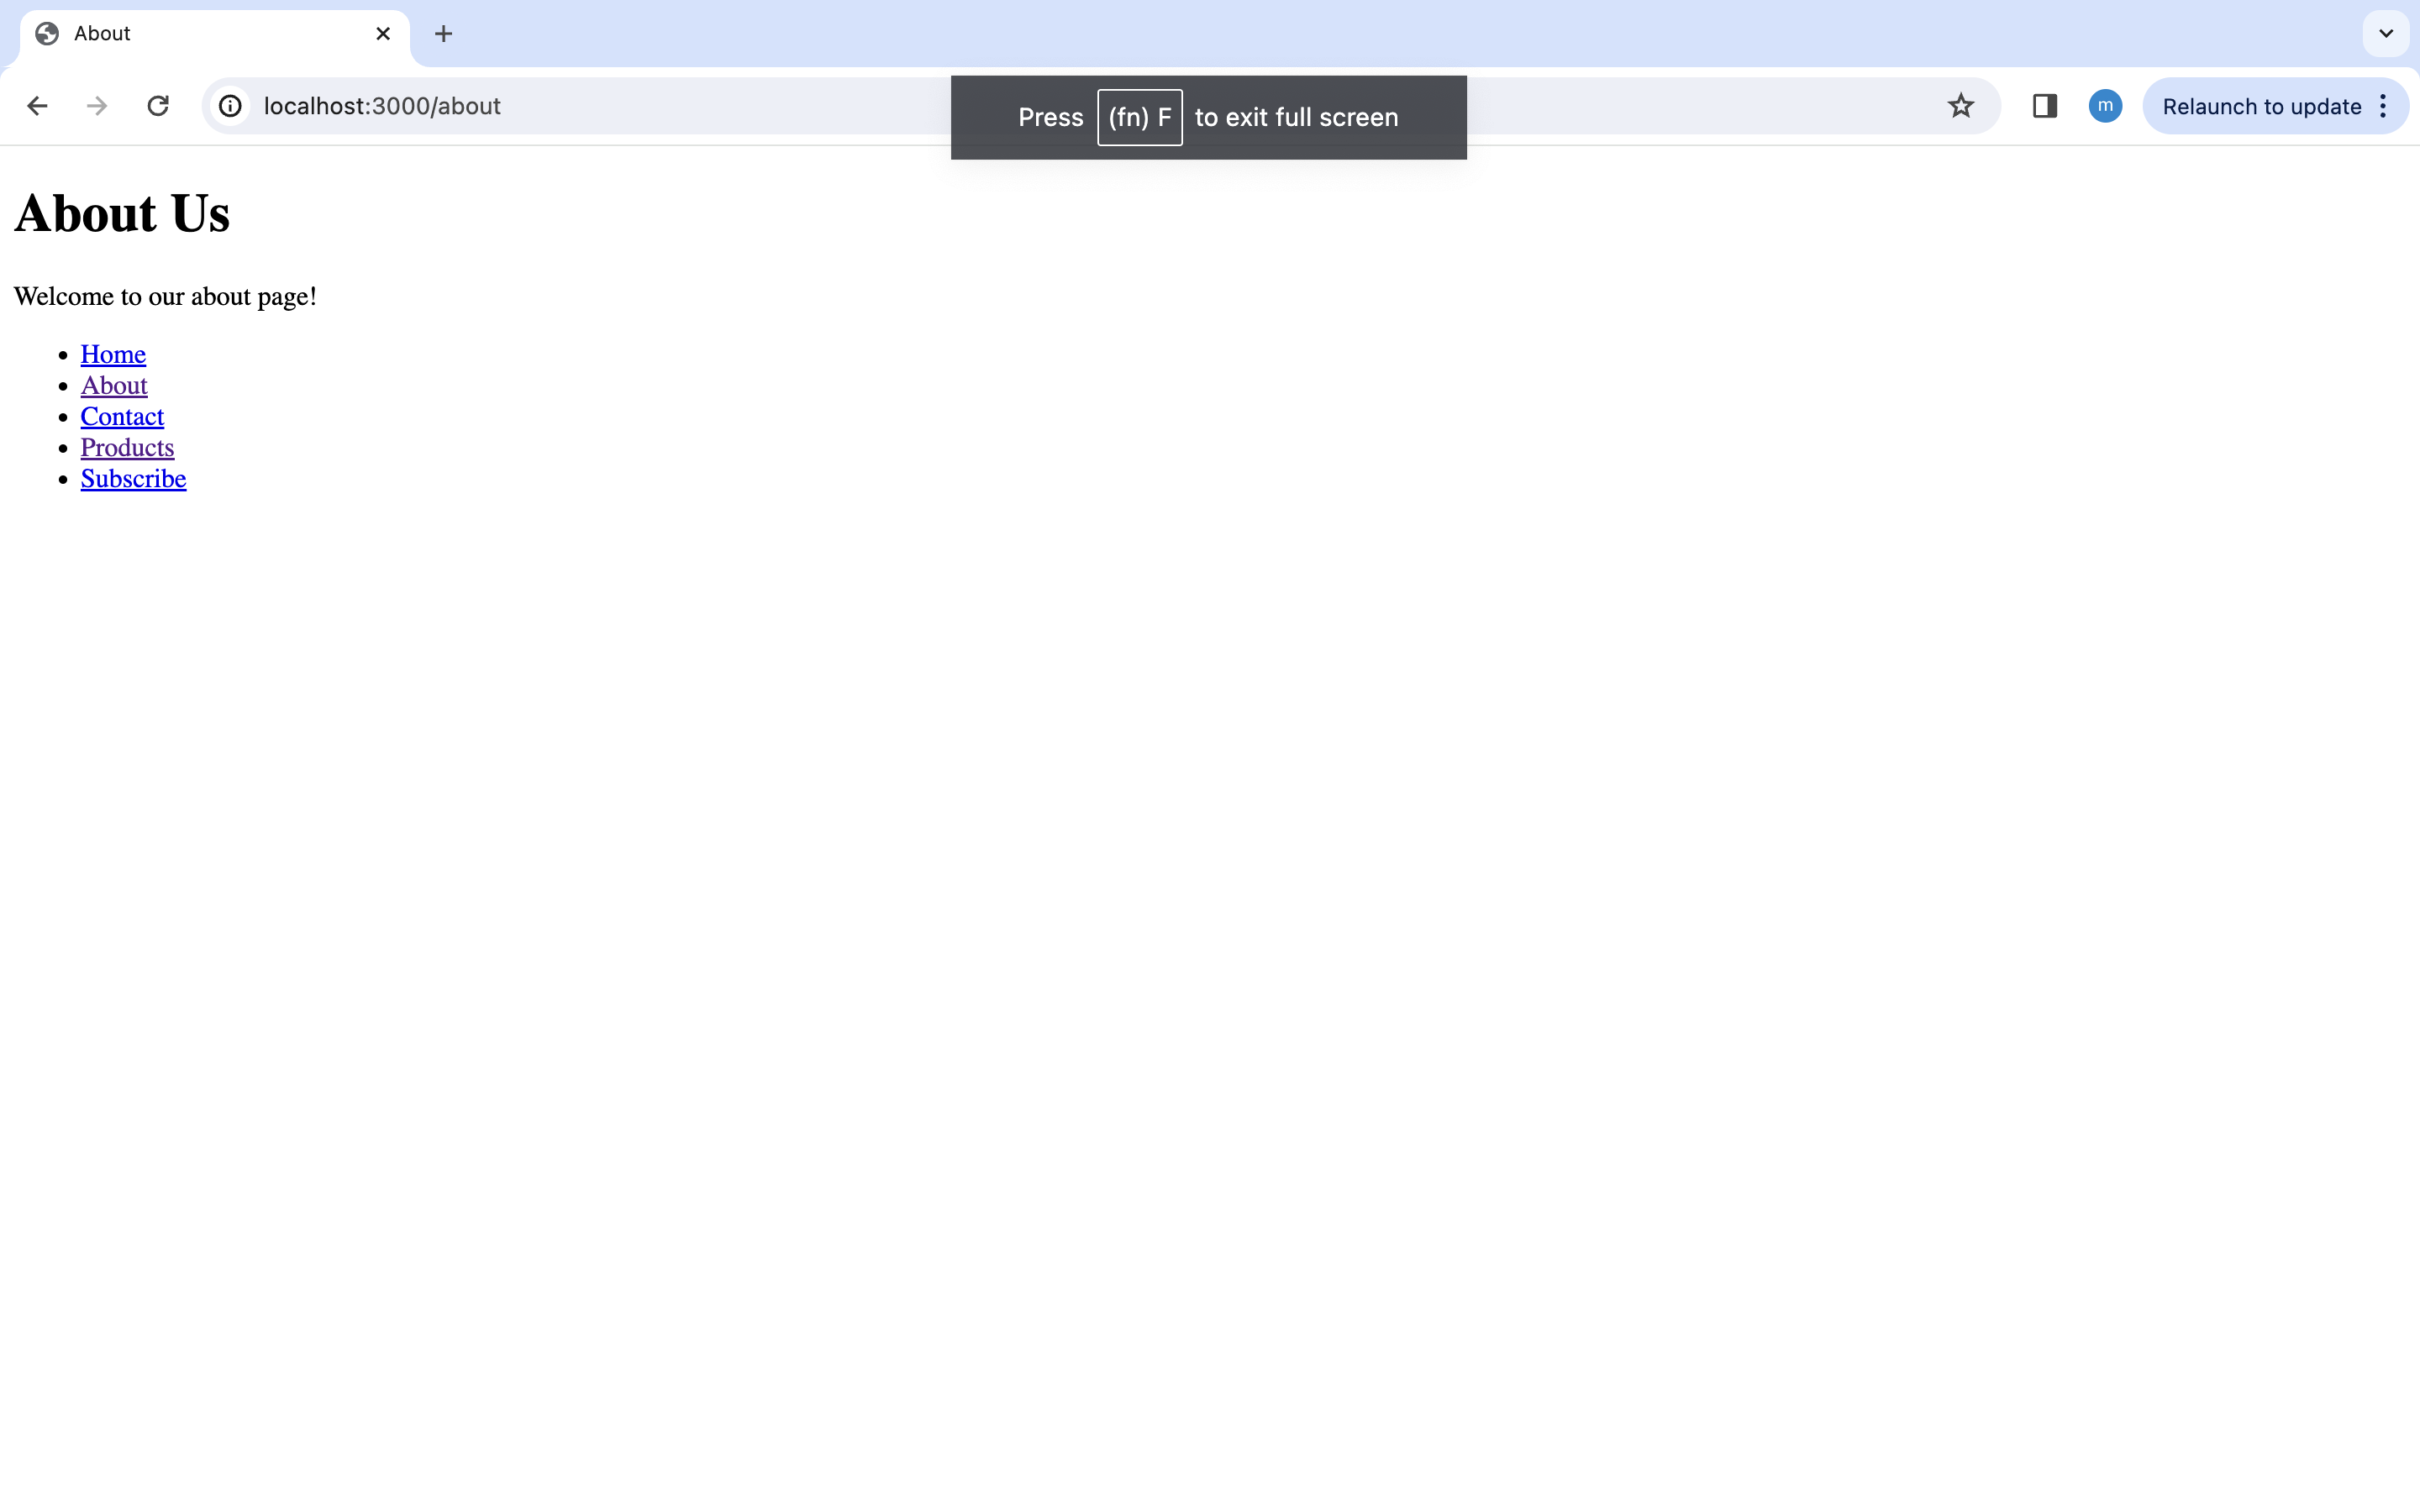 About
localhost:3000/about
Press (fn) F to exit full screen
m
Relaunch to update
About Us
Welcome to our about page!
Home
About
Contact
Products
Subscribe